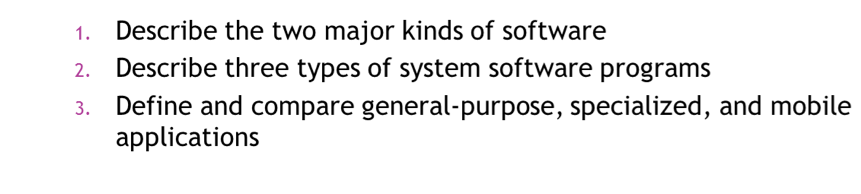 1. Describe the two major kinds of software
2. Describe three types of system software programs
3. Define and compare general-purpose, specialized, and mobile
applications